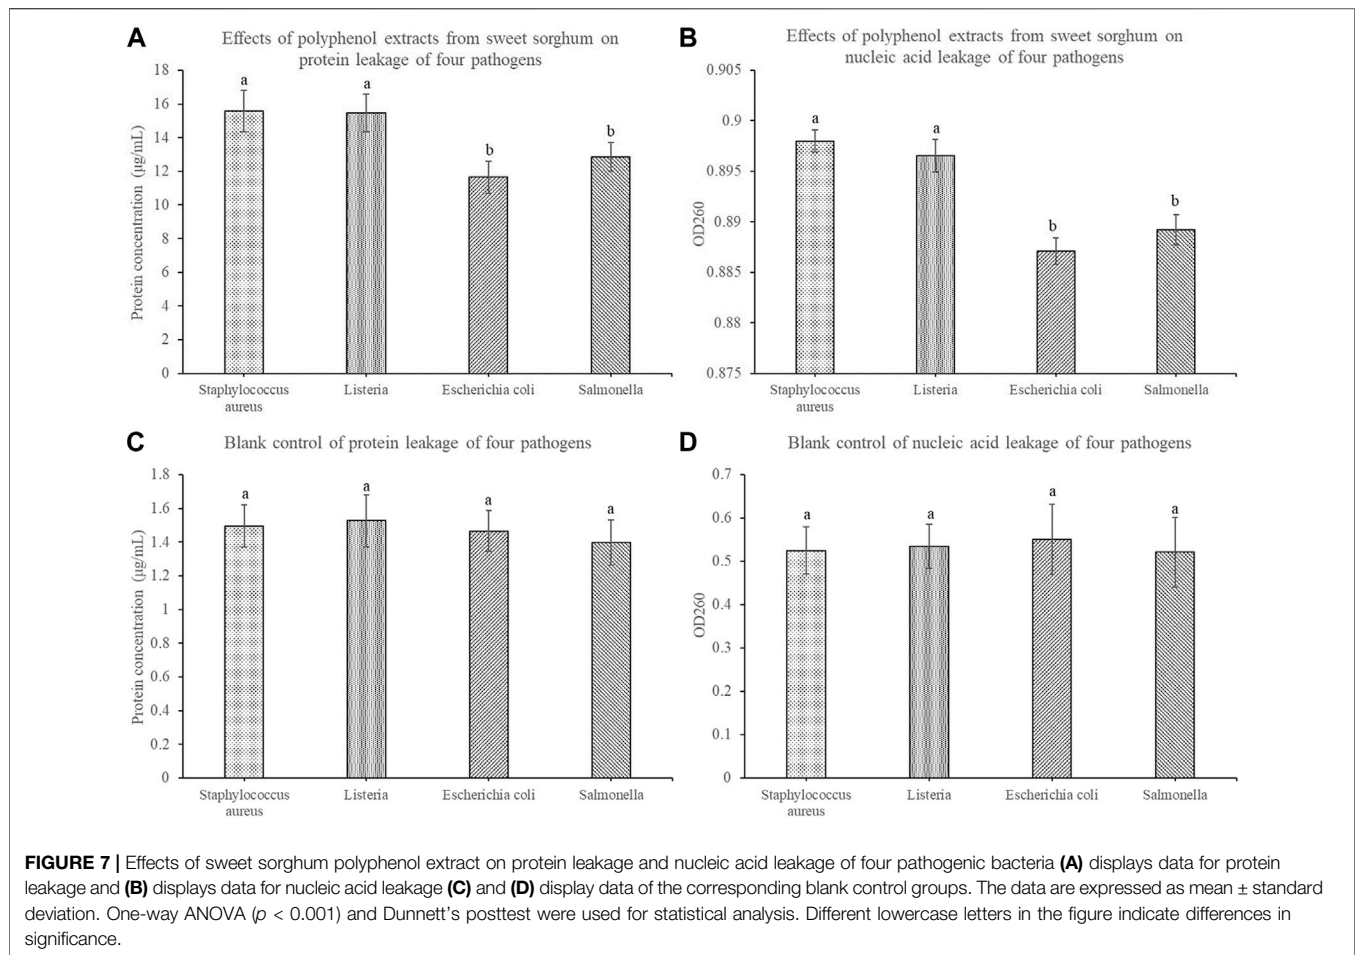 A
Effects of polyphenol extracts from sweet sorghum on
protein leakage of four pathogens
Protein concentration (μg/mL)
18
16
14
12
10
8
6
4
2
0
a
a
b
b
Staphylococcus
aureus
Listeria
Escherichia coli
Salmonella
B
Effects of polyphenol extracts from sweet sorghum on
nucleic acid leakage of four pathogens
OD260
0.905
0.9
0.895
0.89
0.885
0.88
0.875
a
a
b
b
Staphylococcus
aureus
Listeria
Escherichia coli
Salmonella
C
Blank control of protein leakage of four pathogens
Protein concentration (μg/mL)
1.8
1.6
1.4
1.2
1
0.8
0.6
0.4
0.2
0
a
a
a
a
Staphylococcus
aureus
Listeria
Escherichia coli
Salmonella
D
Blank control of nucleic acid leakage of four pathogens
OD260
0.7
0.6
0.5
0.4
0.3
0.2
0.1
0
a
a
a
a
Staphylococcus
aureus
Listeria
Escherichia coli
Salmonella
FIGURE 7 | Effects of sweet sorghum polyphenol extract on protein leakage and nucleic acid leakage of four pathogenic bacteria (A) displays data for protein
leakage and (B) displays data for nucleic acid leakage (C) and (D) display data of the corresponding blank control groups. The data are expressed as mean ± standard
deviation. One-way ANOVA (p < 0.001) and Dunnett's posttest were used for statistical analysis. Different lowercase letters in the figure indicate differences in
significance.